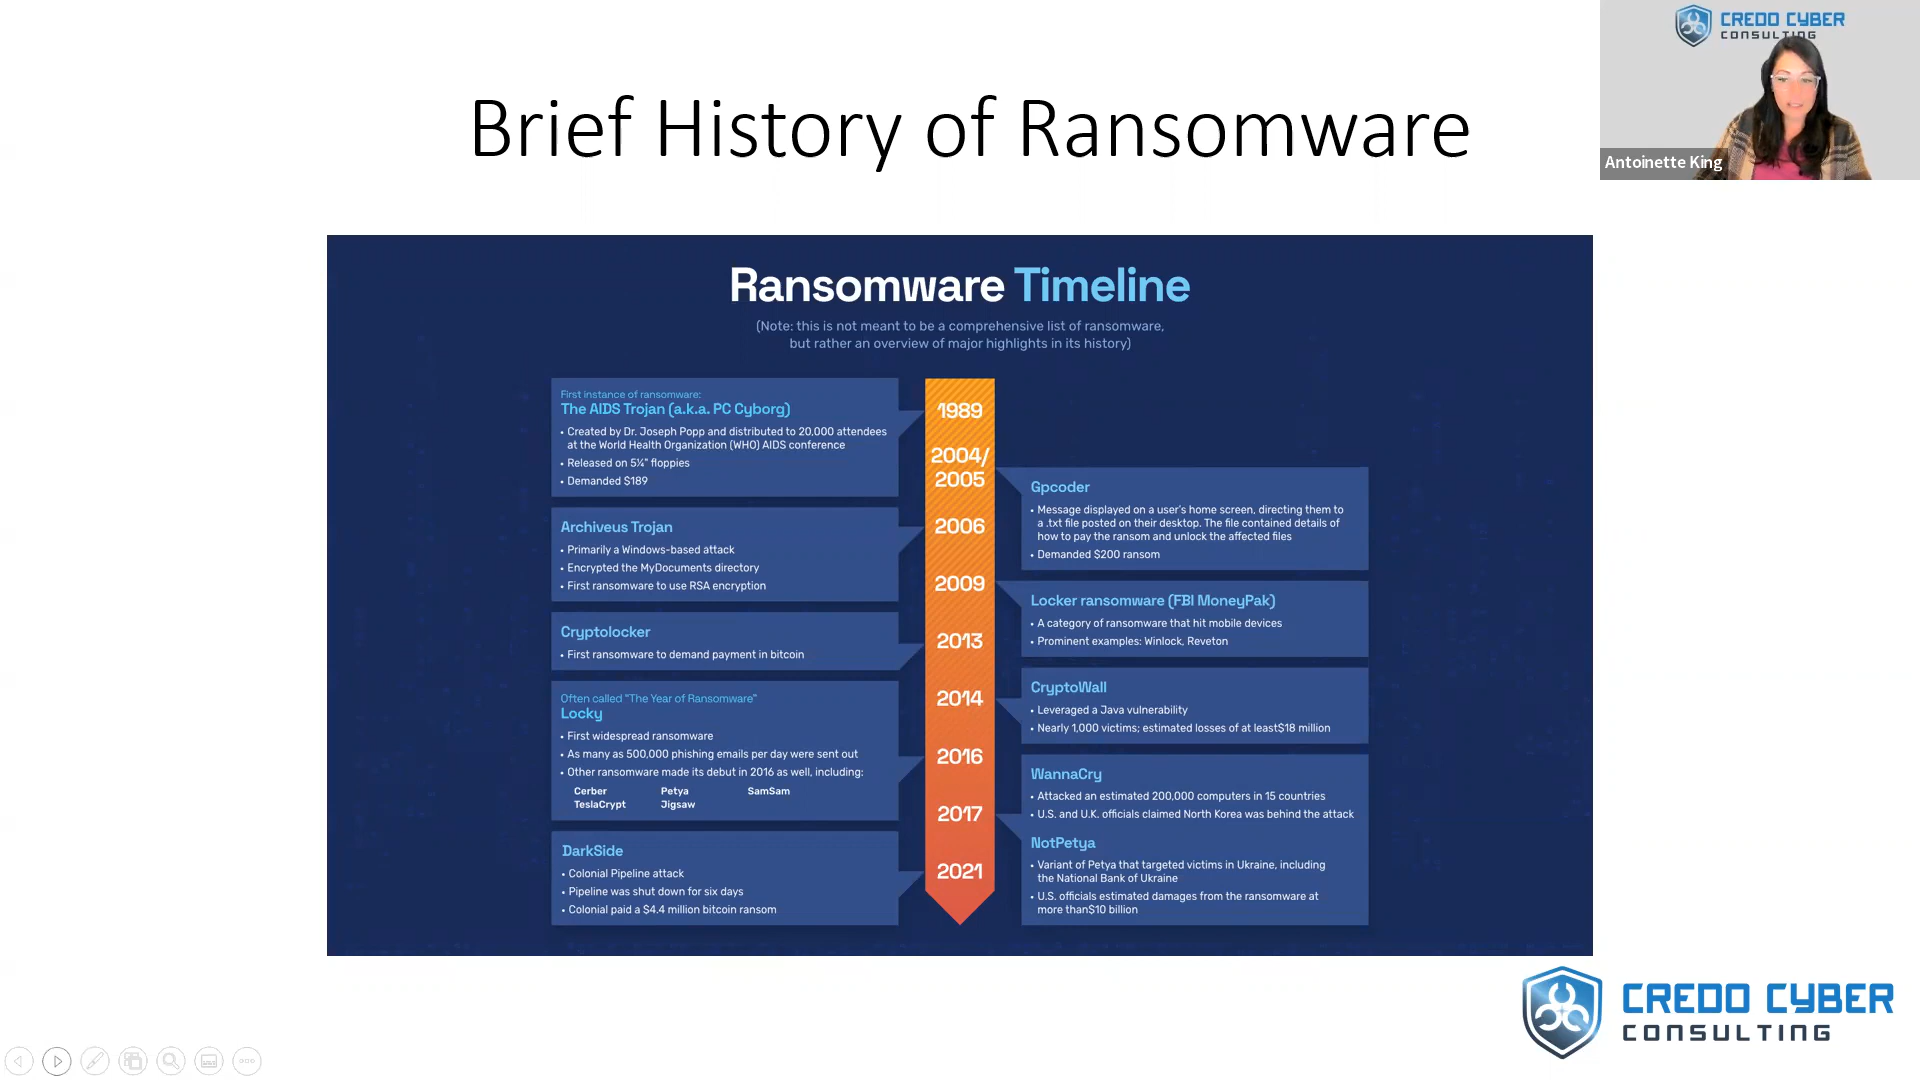 CREDO CYBER
CONSULTING
Antoinette King
Brief History of Ransomware
Ransomware Timeline
(Note: this is not meant to be a comprehensive list of ransomware,
but rather an overview of major highlights in its history)
1989
First instance of ransomware:
The AIDS Trojan (a.k.a. PC Cyborg)
• Created by Dr. Joseph Popp and distributed to 20,000 attendees
at the World Health Organization (WHO) AIDS conference
• Released on 5¼" floppies
• Demanded $189
2004/
2005
Gpcoder
• Message displayed on a user's home screen, directing them to
a .txt file posted on their desktop. The file contained details of
how to pay the ransom and unlock the affected files
• Demanded $200 ransom
2006
Archiveus Trojan
• Primarily a Windows-based attack
• Encrypted the MyDocuments directory
• First ransomware to use RSA encryption
2009
Locker ransomware (FBI MoneyPak)
• A category of ransomware that hit mobile devices
• Prominent examples: Winlock, Reveton
2013
Cryptolocker
• First ransomware to demand payment in bitcoin
2014
CryptoWall
• Leveraged a Java vulnerability
• Nearly 1,000 victims; estimated losses of at least$18 million
2016
Often called "The Year of Ransomware"
Locky
• First widespread ransomware
• As many as 500,000 phishing emails per day were sent out
• Other ransomware made its debut in 2016 as well, including:
Cerber Petya SamSam
TeslaCrypt Jigsaw
2017
WannaCry
• Attacked an estimated 200,000 computers in 15 countries
• U.S. and U.K. officials claimed North Korea was behind the attack
NotPetya
• Variant of Petya that targeted victims in Ukraine, including
the National Bank of Ukraine
• U.S. officials estimated damages from the ransomware at
more than$10 billion
2021
DarkSide
• Colonial Pipeline attack
• Pipeline was shut down for six days
• Colonial paid a $4.4 million bitcoin ransom
CREDO CYBER
CONSULTING